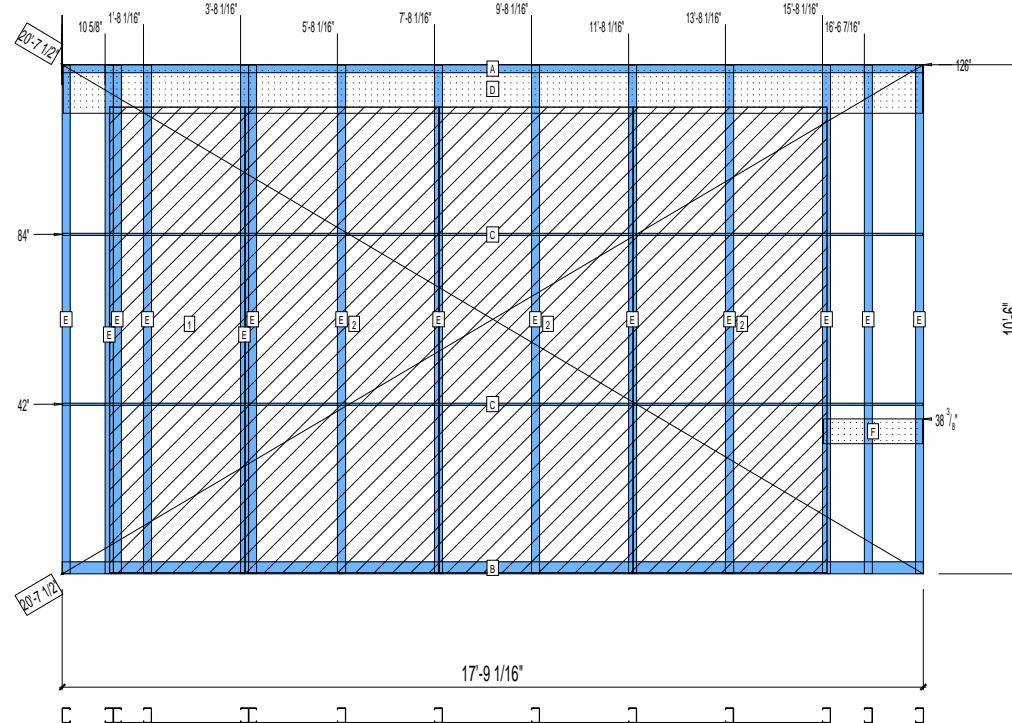 20'-7 1/2"
10 5/8"
1'-8 1/16"
3'-8 1/16"
5'-8 1/16"
7'-8 1/16"
9'-8 1/16"
11'-8 1/16"
13'-8 1/16"
15'-8 1/16"
16'-6 7/16"
A
126"
D
84"
C
E
E
E
E
E
E
E
E
E
E
E
E
E
E
1
2
2
2
10'-6"
42"
C
38 3/8"
F
B
20'-7 1/2"
17'-9 1/16"